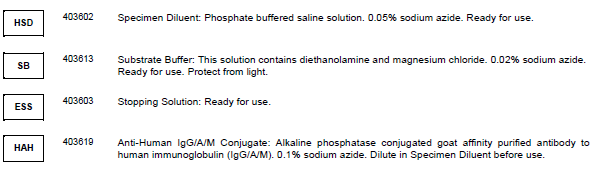 HSD 403602 Specimen Diluent: Phosphate buffered saline solution. 0.05% sodium azide. Ready for use.
SB 403613 Substrate Buffer: This solution contains diethanolamine and magnesium chloride. 0.02% sodium azide.
Ready for use. Protect from light.
ESS 403603 Stopping Solution: Ready for use.
HAH 403619 Anti-Human IgG/A/M Conjugate: Alkaline phosphatase conjugated goat affinity purified antibody to
human immunoglobulin (IgG/A/M). 0.1% sodium azide. Dilute in Specimen Diluent before use.